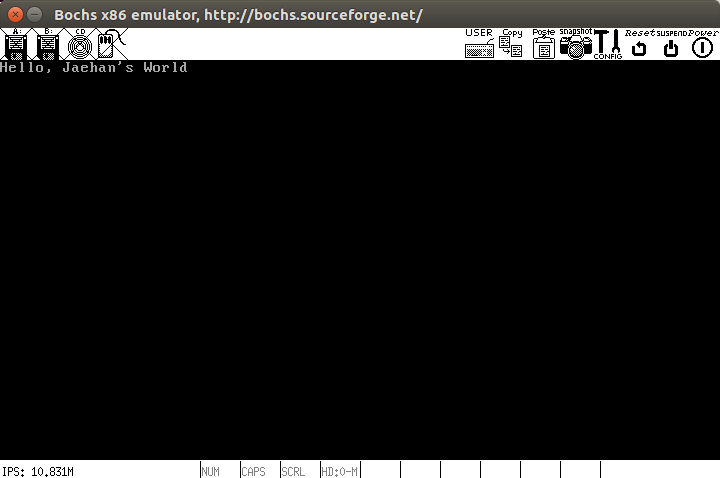 Bochs x86 emulator, http://bochs.sourceforge.net/
A: B: CD USER Copy Paste snapshot CONFIG Reset SUSPEND Power
Hello, Jaehan's World
IPS: 10.831M NUM CAPS SCRL HD:0-M